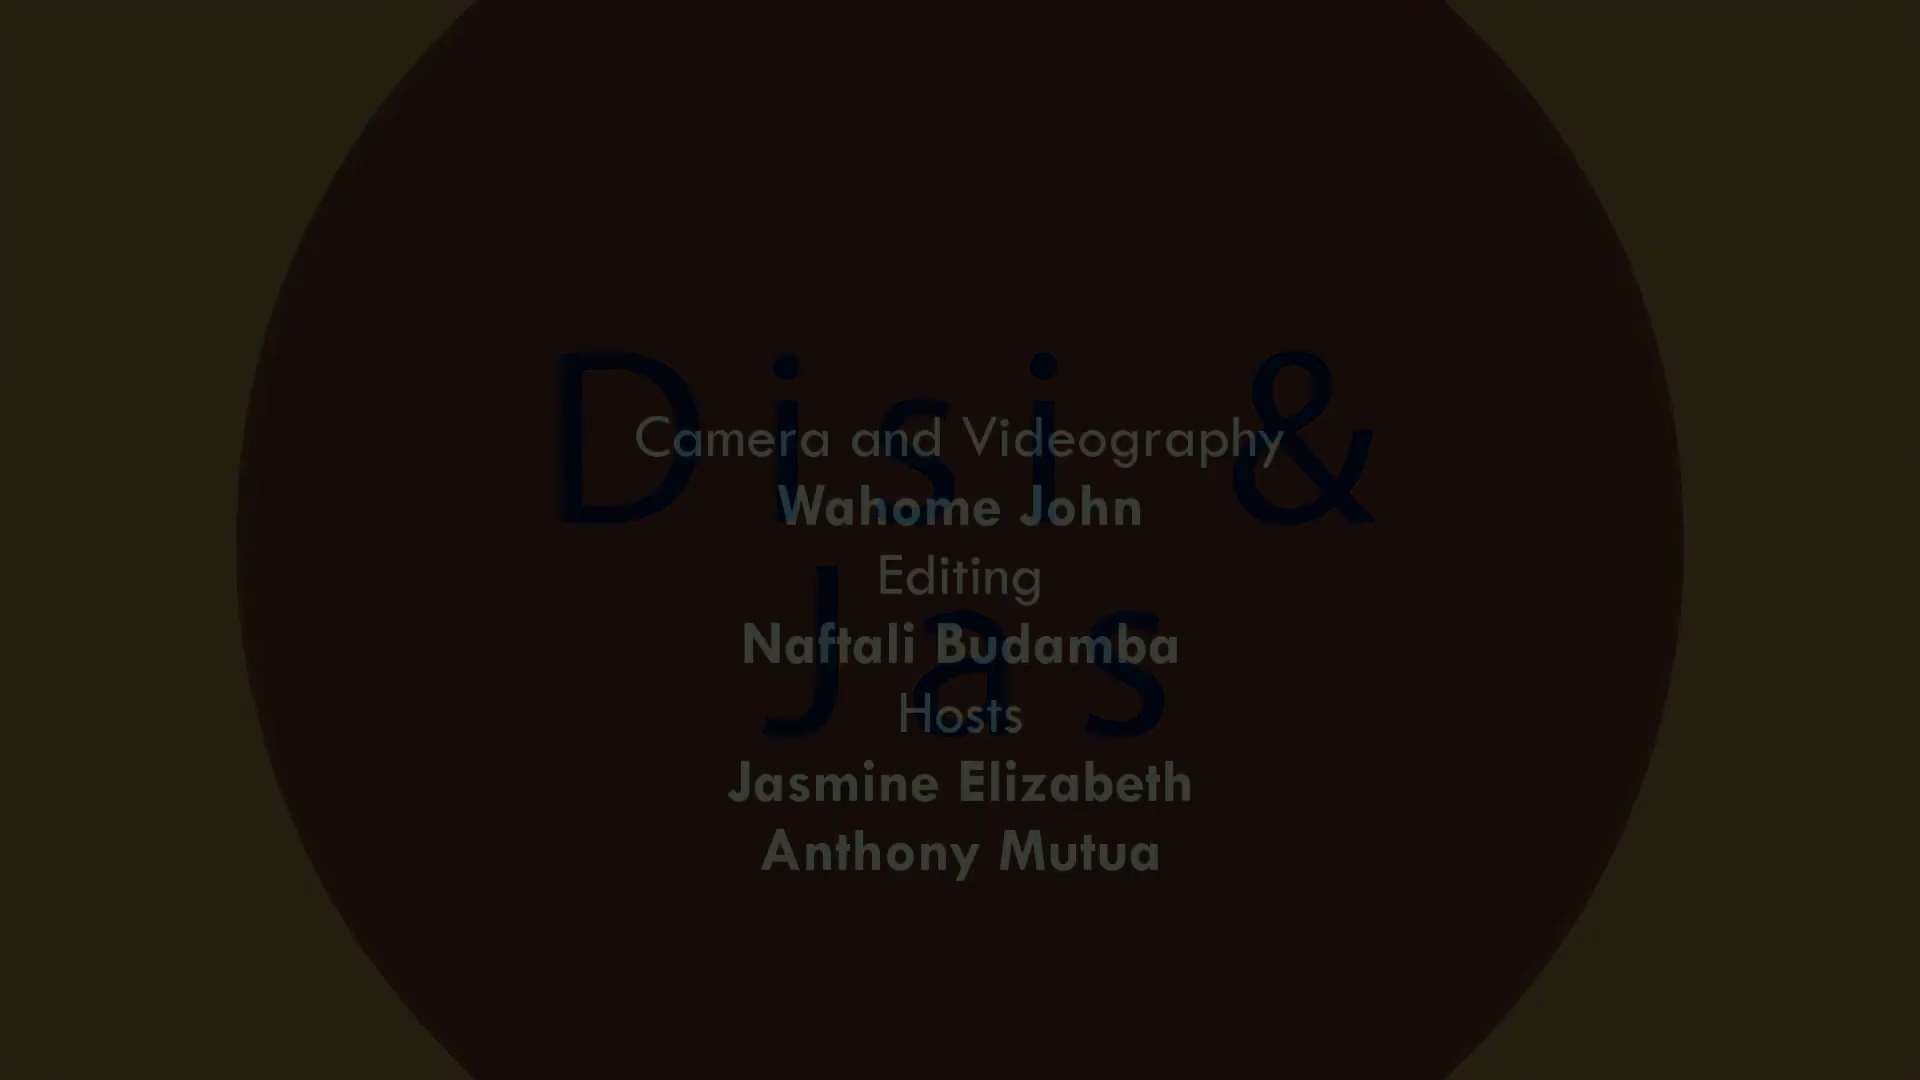 Disi &
Jas
Camera and Videography
Wahome John
Editing
Naftali Budamba
Hosts
Jasmine Elizabeth
Anthony Mutua